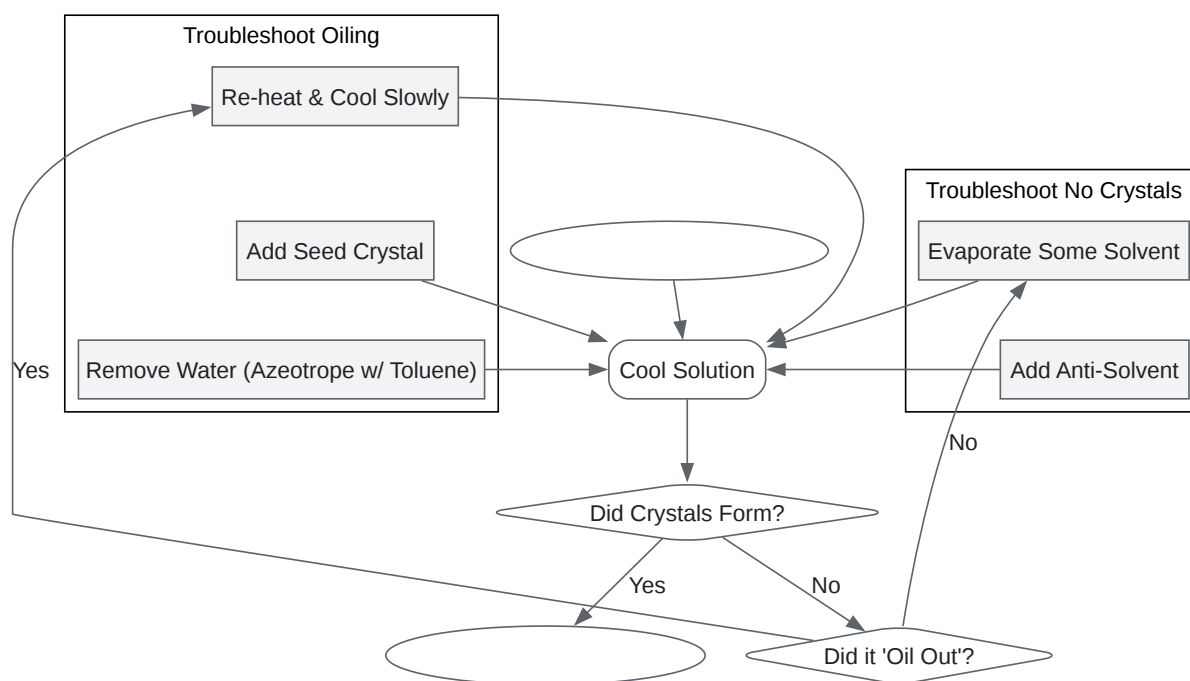 Troubleshoot Oiling
Re-heat & Cool Slowly
Troubleshoot No Crystals
Add Seed Crystal
Evaporate Some Solvent
Yes
Remove Water (Azeotrope w/ Toluene)
Cool Solution
Add Anti-Solvent
No
Did Crystals Form?
Yes
No
Did it 'Oil Out'?